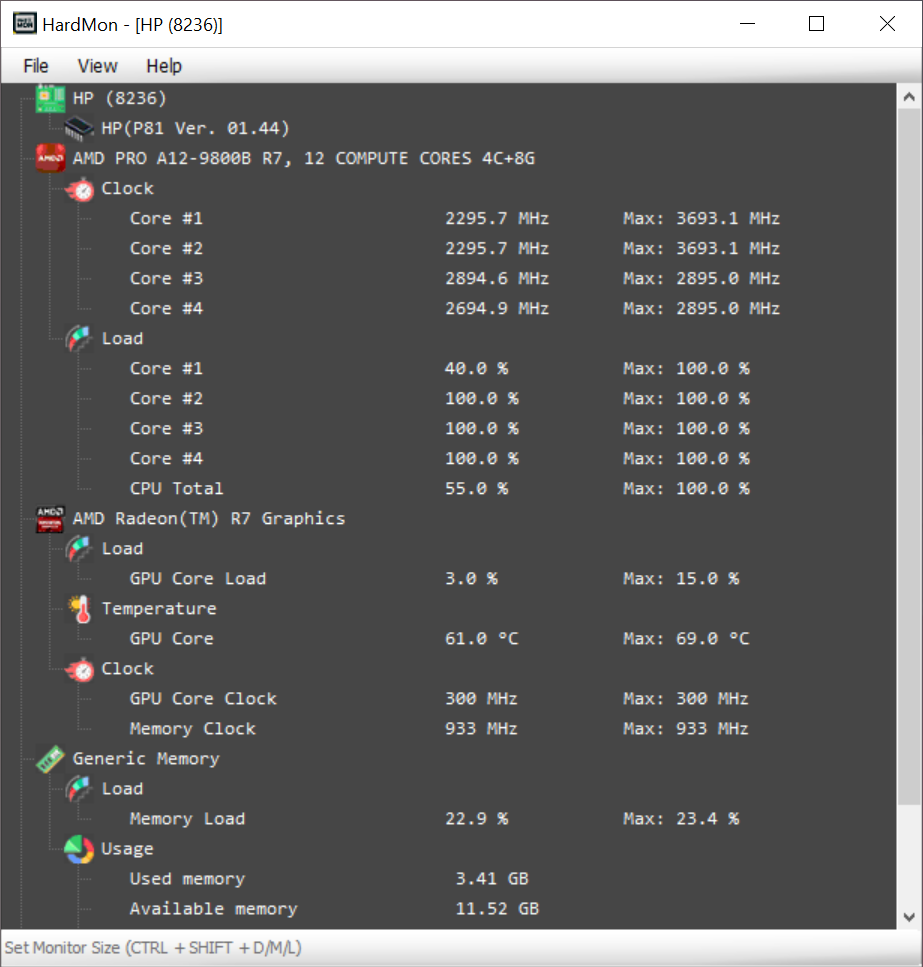 HardMon - [HP (8236)]
File View Help
HP (8236)
HP(P81 Ver. 01.44)
AMD PRO A12-9800B R7, 12 COMPUTE CORES 4C+8G
Clock
Core #1 2295.7 MHz Max: 3693.1 MHz
Core #2 2295.7 MHz Max: 3693.1 MHz
Core #3 2894.6 MHz Max: 2895.0 MHz
Core #4 2694.9 MHz Max: 2895.0 MHz
Load
Core #1 40.0 % Max: 100.0 %
Core #2 100.0 % Max: 100.0 %
Core #3 100.0 % Max: 100.0 %
Core #4 100.0 % Max: 100.0 %
CPU Total 55.0 % Max: 100.0 %
AMD Radeon(TM) R7 Graphics
Load
GPU Core Load 3.0 % Max: 15.0 %
Temperature
GPU Core 61.0 °C Max: 69.0 °C
Clock
GPU Core Clock 300 MHz Max: 300 MHz
Memory Clock 933 MHz Max: 933 MHz
Generic Memory
Load
Memory Load 22.9 % Max: 23.4 %
Usage
Used memory 3.41 GB
Available memory 11.52 GB
Set Monitor Size (CTRL + SHIFT + D/M/L)